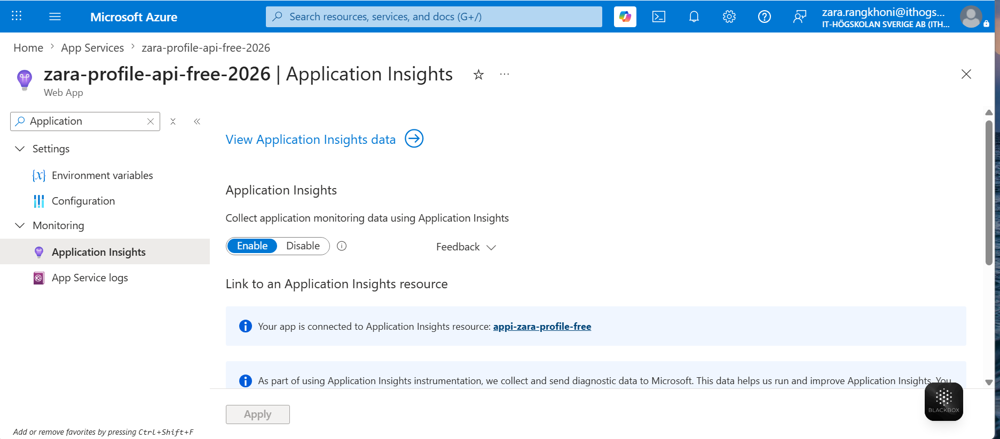 Microsoft Azure
Search resources, services, and docs (G+/)
zara.rangkhoni@ithogs...
IT-HÖGSKOLAN SVERIGE AB (ITH...
Home > App Services > zara-profile-api-free-2026
zara-profile-api-free-2026 | Application Insights
Web App
Application
Settings
Environment variables
Configuration
Monitoring
Application Insights
App Service logs
Add or remove favorites by pressing Ctrl+Shift+F
View Application Insights data
Application Insights
Collect application monitoring data using Application Insights
Enable Disable
Feedback
Link to an Application Insights resource
Your app is connected to Application Insights resource: appi-zara-profile-free
As part of using Application Insights instrumentation, we collect and send diagnostic data to Microsoft. This data helps us run and improve Application Insights. You
Apply
BLACKBOX